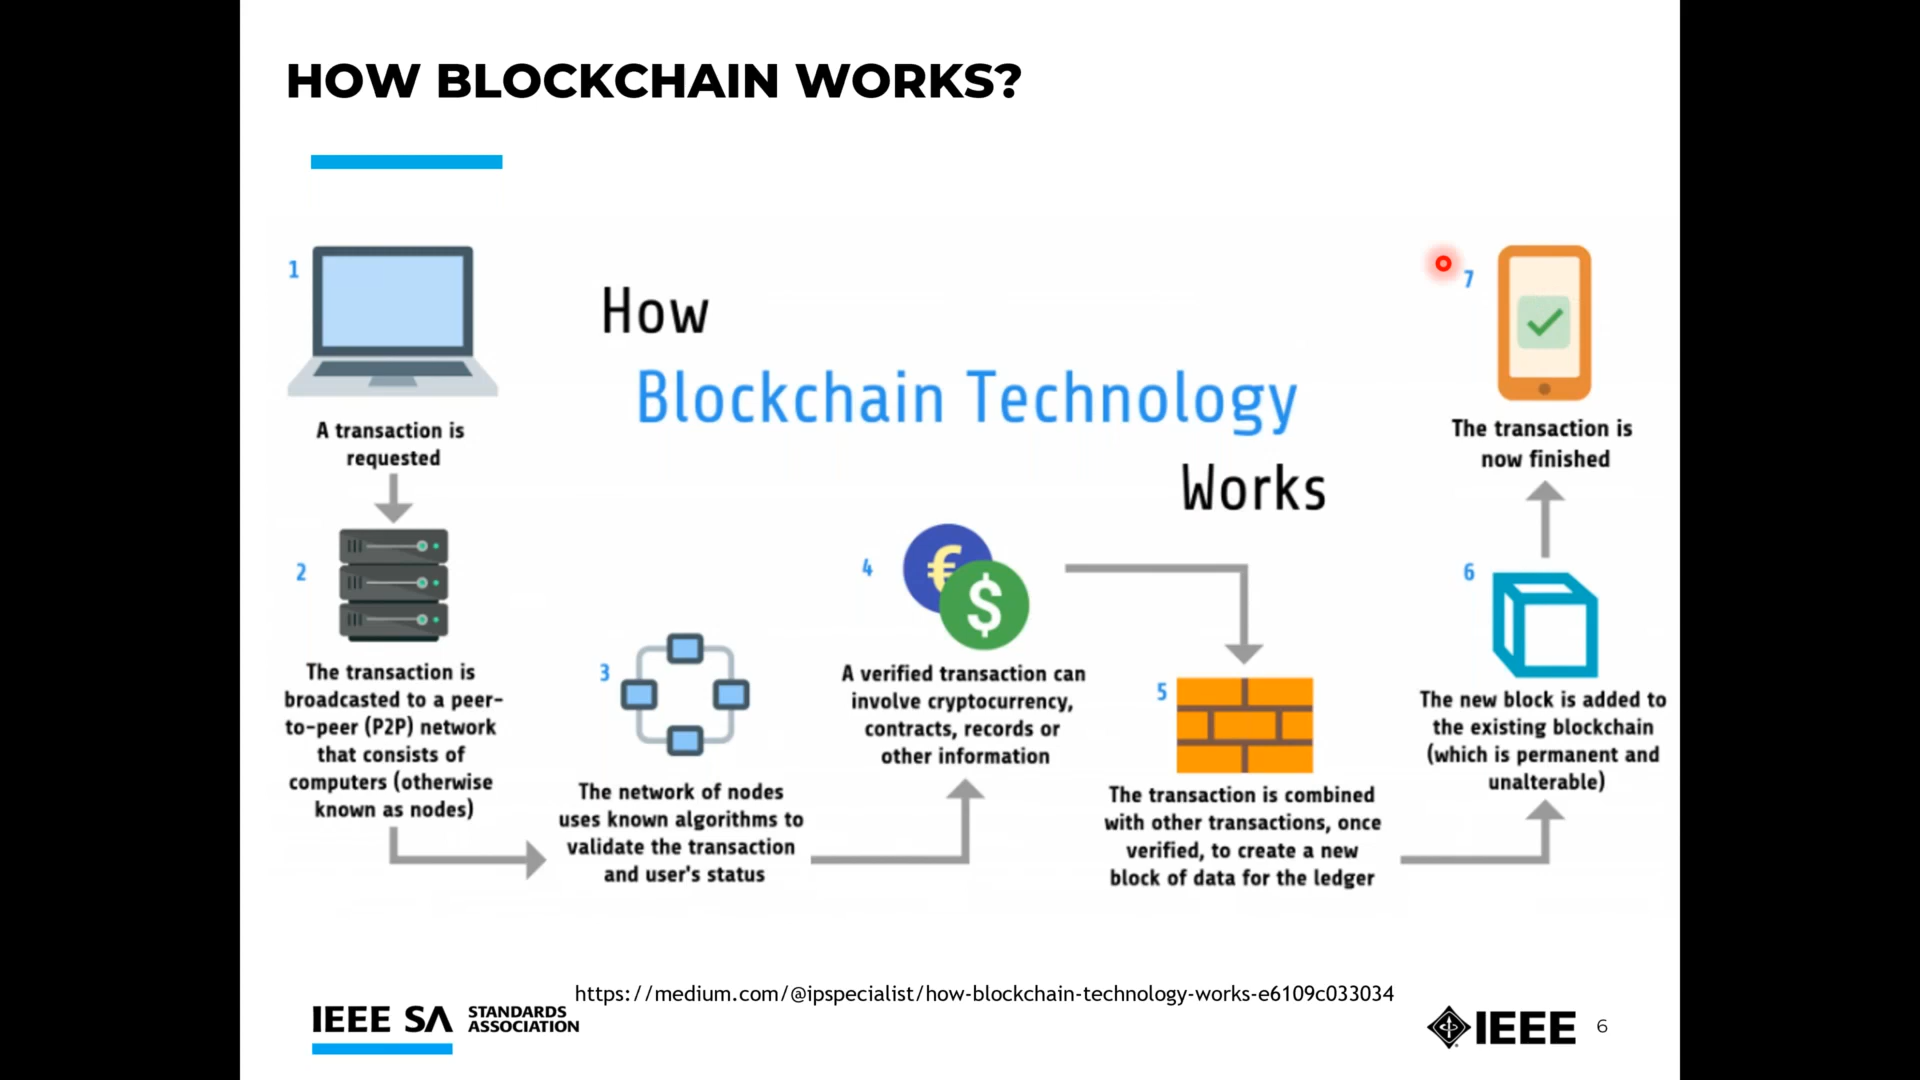 HOW BLOCKCHAIN WORKS?
How
Blockchain Technology
Works
1
A transaction is
requested
2
The transaction is
broadcasted to a peer-
to-peer (P2P) network
that consists of
computers (otherwise
known as nodes)
3
The network of nodes
uses known algorithms to
validate the transaction
and user's status
4
€
$
A verified transaction can
involve cryptocurrency,
contracts, records or
other information
5
The transaction is combined
with other transactions, once
verified, to create a new
block of data for the ledger
6
The new block is added to
the existing blockchain
(which is permanent and
unalterable)
7
The transaction is
now finished
https://medium.com/@ipspecialist/how-blockchain-technology-works-e6109c033034
IEEE SA
STANDARDS
ASSOCIATION
IEEE
6